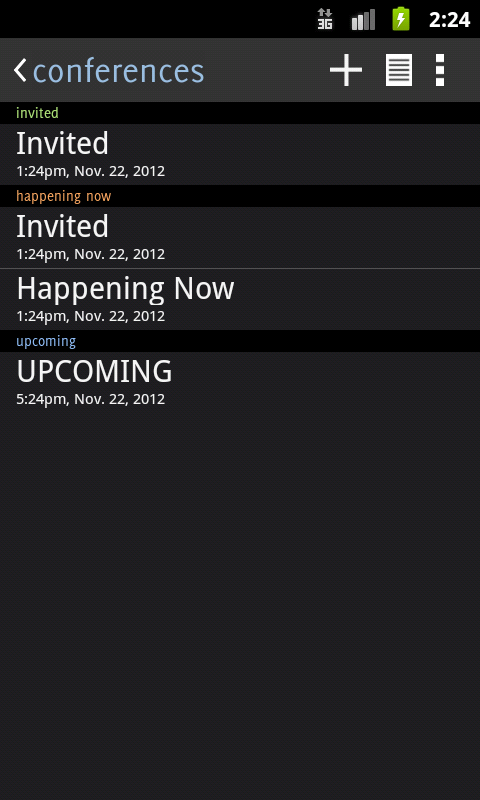 3G
2:24
conferences
invited
Invited
1:24pm, Nov. 22, 2012
happening now
Invited
1:24pm, Nov. 22, 2012
Happening Now
1:24pm, Nov. 22, 2012
upcoming
UPCOMING
5:24pm, Nov. 22, 2012